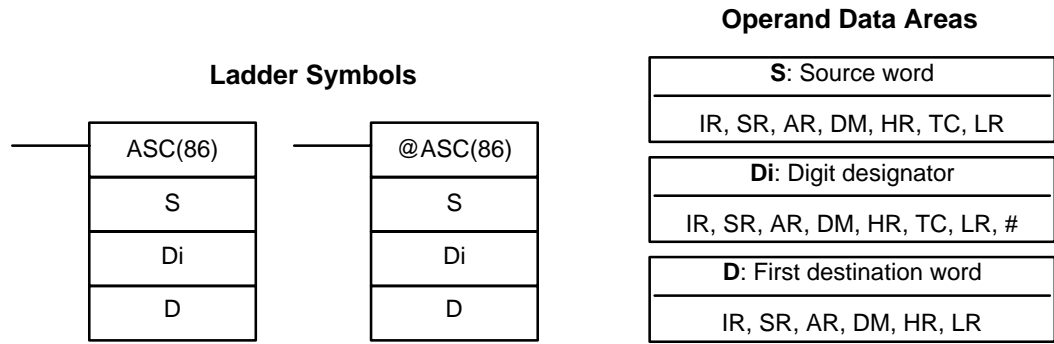 Ladder Symbols
ASC(86)
S
Di
D
@ASC(86)
S
Di
D
Operand Data Areas
S: Source word
IR, SR, AR, DM, HR, TC, LR
Di: Digit designator
IR, SR, AR, DM, HR, TC, LR, #
D: First destination word
IR, SR, AR, DM, HR, LR